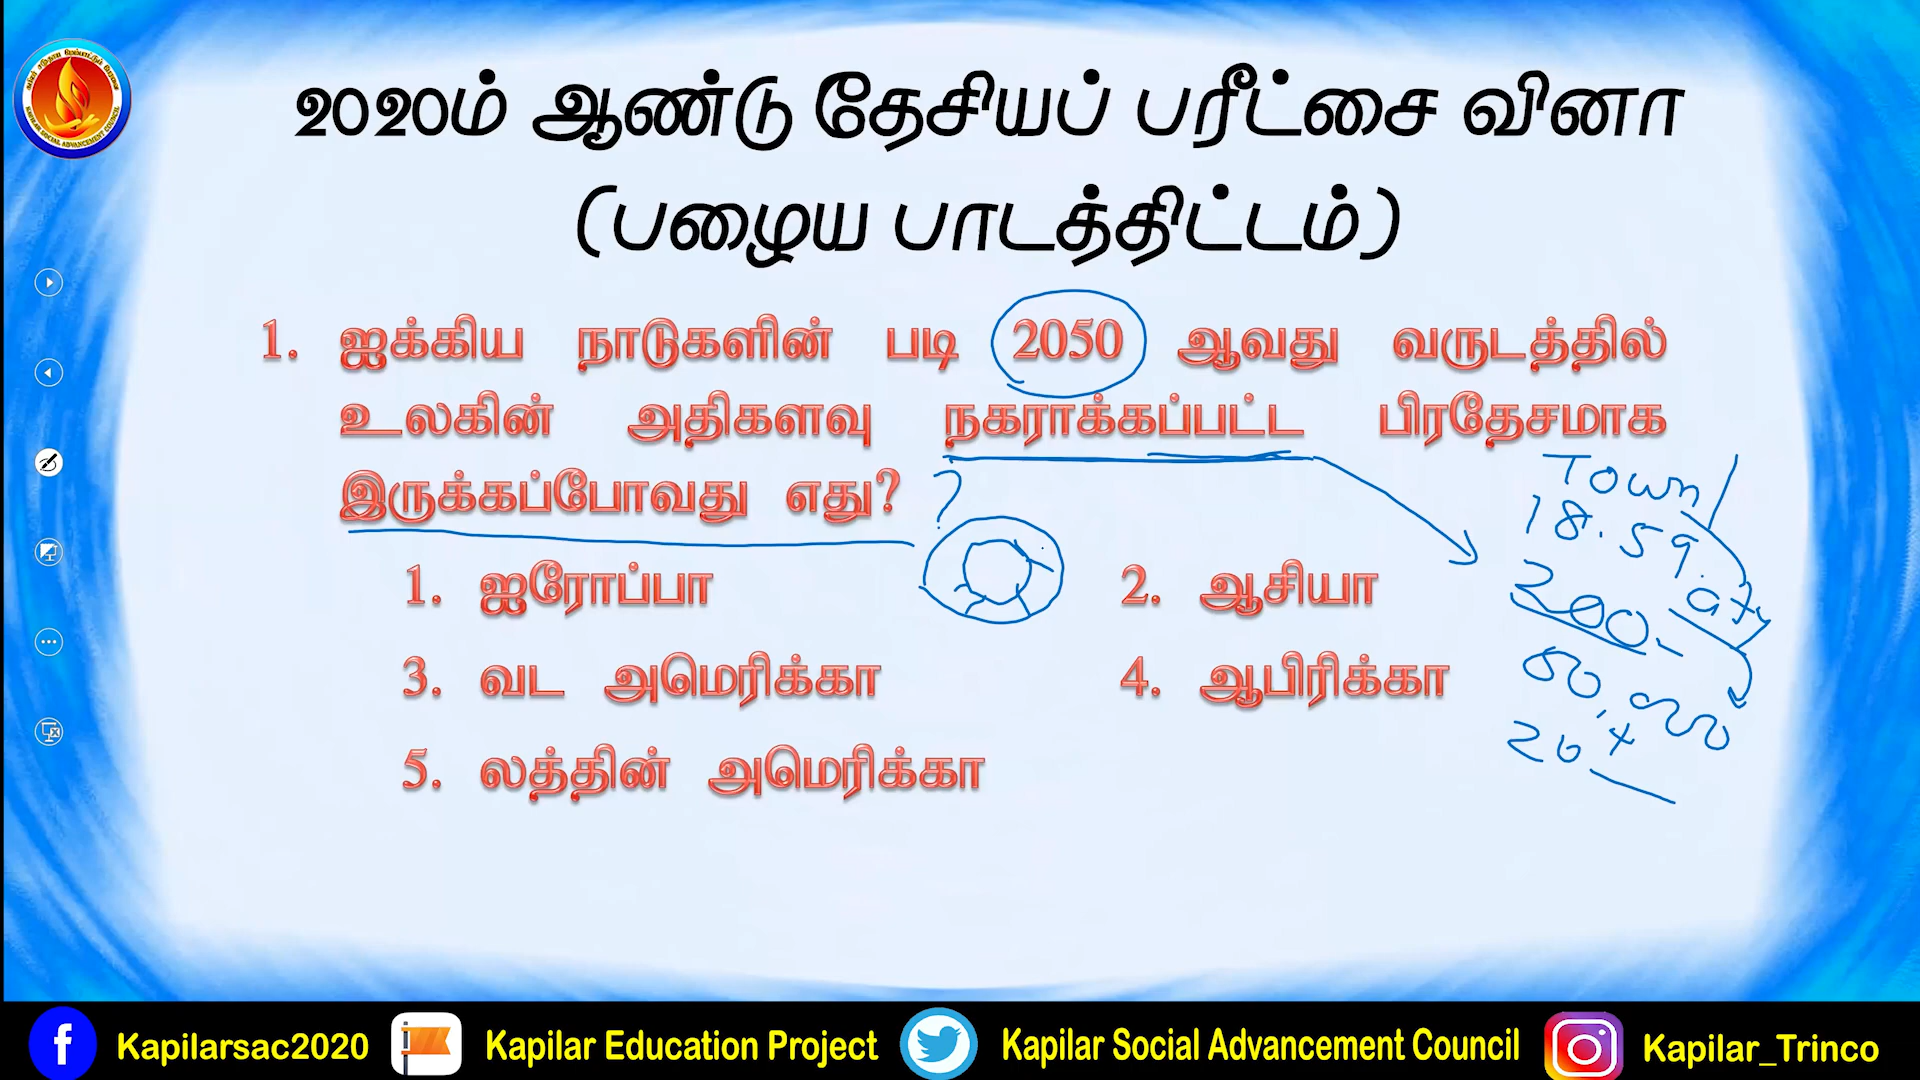 2020ம் ஆண்டு தேசியப் பரீட்சை வினா
(பழைய பாடத்திட்டம்)
1. ஐக்கிய நாடுகளின் படி 2050 ஆவது வருடத்தில்
உலகின் அதிகளவு நகராக்கப்பட்ட பிரதேசமாக
இருக்கப்போவது எது?
?
1. ஐரோப்பா 2. ஆசியா
3. வட அமெரிக்கா 4. ஆபிரிக்கா
5. லத்தின் அமெரிக்கா
Town
18.59.
200.
Kapilarsac2020 Kapilar Education Project Kapilar Social Advancement Council Kapilar_Trinco